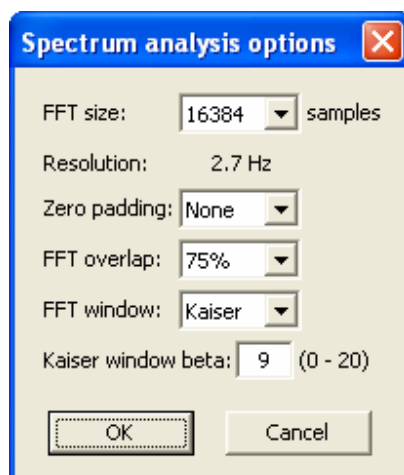 Spectrum analysis options
FFT size: 16384 samples
Resolution: 2.7 Hz
Zero padding: None
FFT overlap: 75%
FFT window: Kaiser
Kaiser window beta: 9 (0 - 20)
OK Cancel